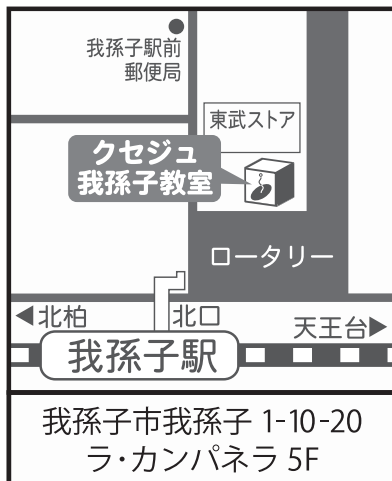 我孫子駅前
郵便局
東武ストア
クセジュ
我孫子教室
ロータリー
◀北柏
北口
天王台▶
我孫子駅
我孫子市我孫子 1-10-20
ラ・カンパネラ 5F